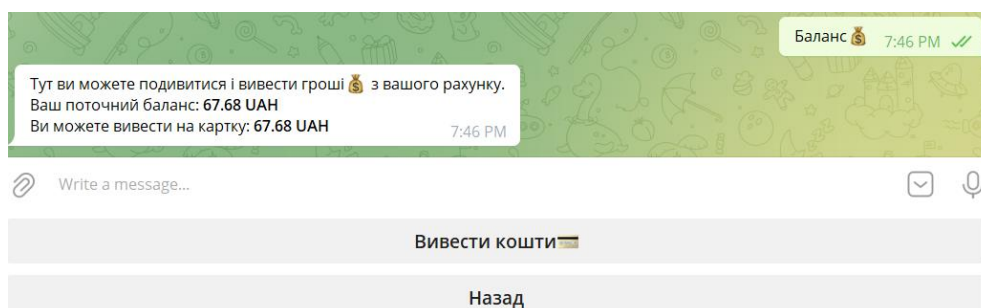 Баланс💰 7:46 PM
Тут ви можете подивитися і вивести гроші💰 з вашого рахунку.
Ваш поточний баланс: 67.68 UAH
Ви можете вивести на картку: 67.68 UAH
7:46 PM
Write a message...
Вивести кошти💳
Назад